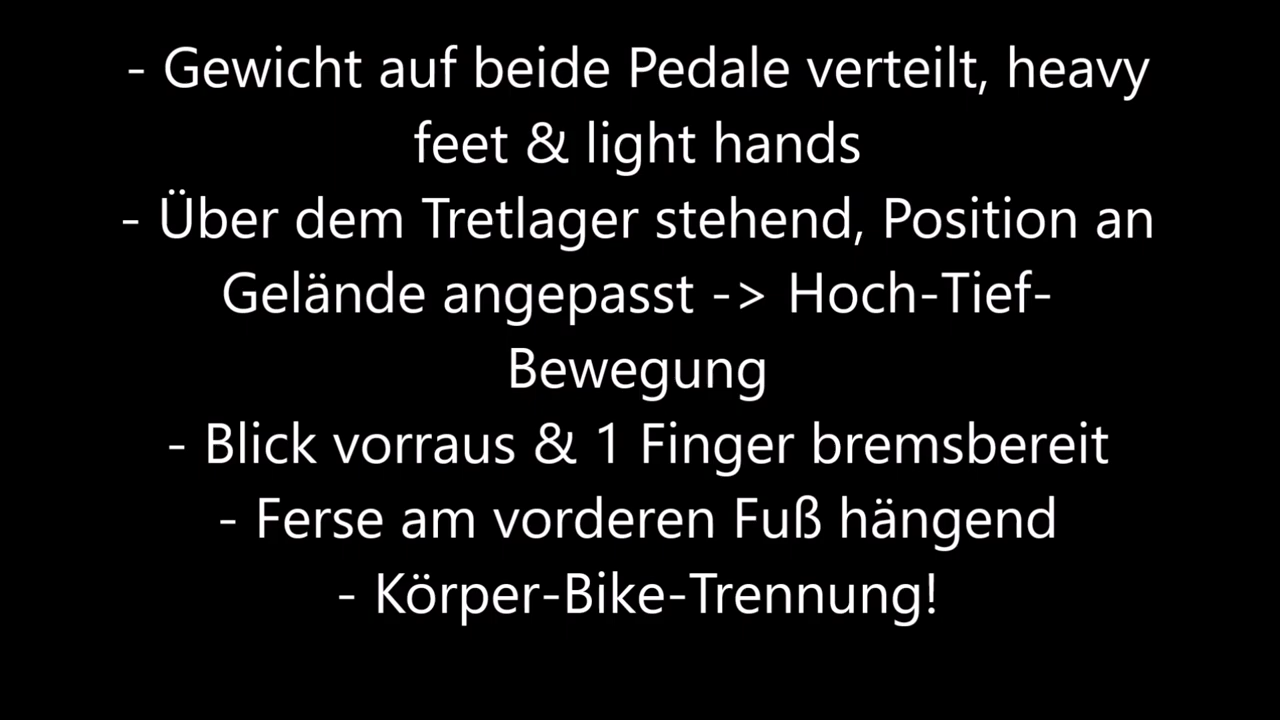 - Gewicht auf beide Pedale verteilt, heavy
feet & light hands
- Über dem Tretlager stehend, Position an
Gelände angepasst -> Hoch-Tief-
Bewegung
- Blick vorraus & 1 Finger bremsbereit
- Ferse am vorderen Fuß hängend
- Körper-Bike-Trennung!